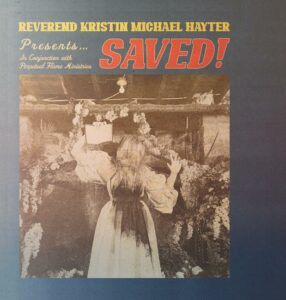 REVEREND KRISTIN MICHAEL HAYTER
Presents...
SAVED!
In Conjunction with
Perpetual Flame Ministries